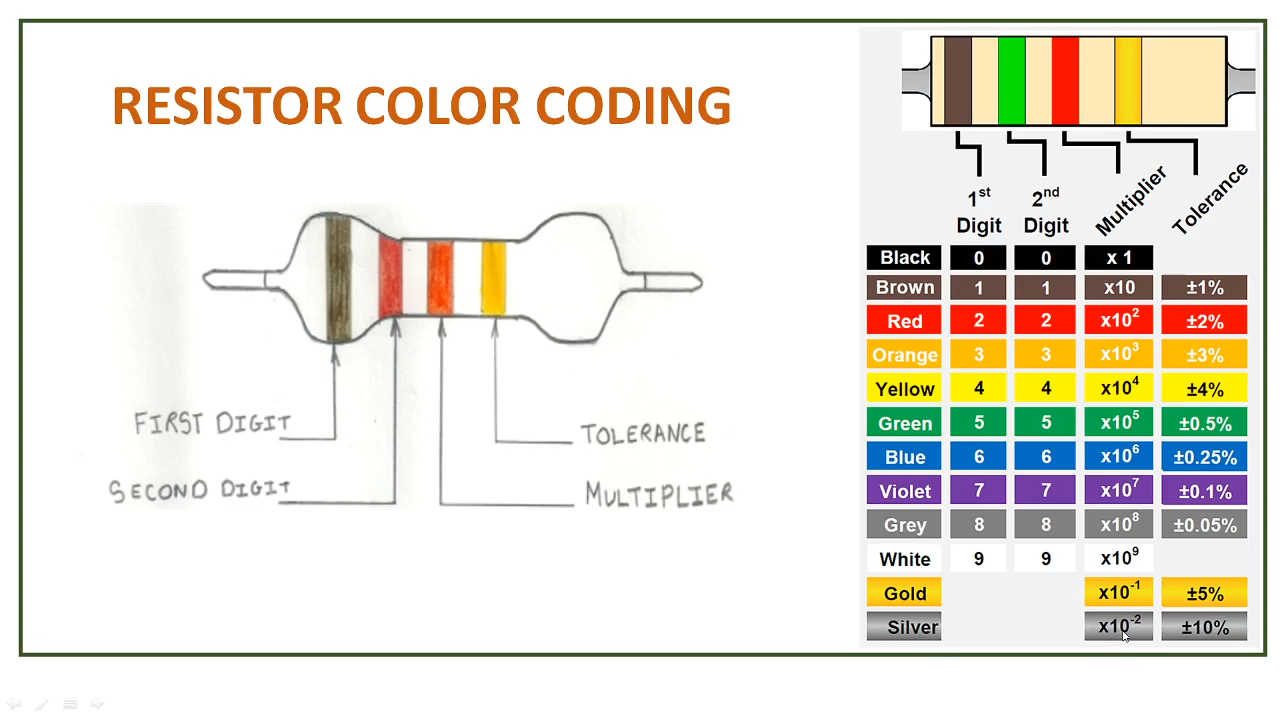 RESISTOR COLOR CODING
FIRST DIGIT
SECOND DIGIT
TOLERANCE
MULTIPLIER
1st Digit 2nd Digit Multiplier Tolerance
Black 0 0 x 1
Brown 1 1 x10 ±1%
Red 2 2 x10² ±2%
Orange 3 3 x10³ ±3%
Yellow 4 4 x10⁴ ±4%
Green 5 5 x10⁵ ±0.5%
Blue 6 6 x10⁶ ±0.25%
Violet 7 7 x10⁷ ±0.1%
Grey 8 8 x10⁸ ±0.05%
White 9 9 x10⁹
Gold x10⁻¹ ±5%
Silver x10⁻² ±10%